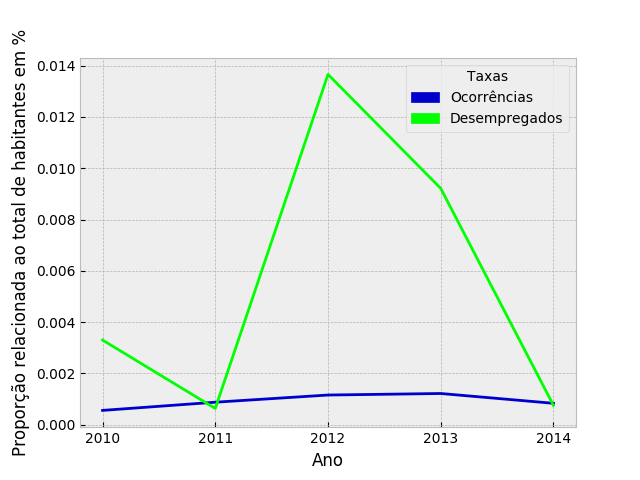 Proporção relacionada ao total de habitantes em %
0.014
0.012
0.010
0.008
0.006
0.004
0.002
0.000
Taxas
Ocorrências
Desempregados
2010 2011 2012 2013 2014
Ano